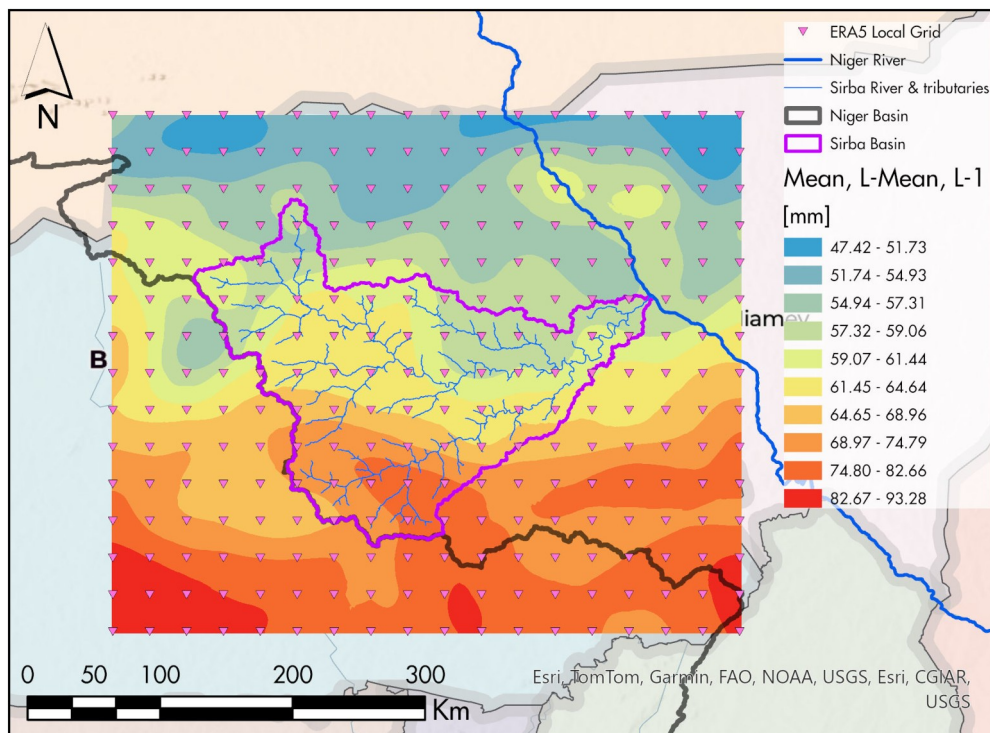 N
ERA5 Local Grid
Niger River
Sirba River & tributaries
Niger Basin
Sirba Basin
Mean, L-Mean, L-1
[mm]
47.42 - 51.73
51.74 - 54.93
54.94 - 57.31
57.32 - 59.06
59.07 - 61.44
61.45 - 64.64
64.65 - 68.96
68.97 - 74.79
74.80 - 82.66
82.67 - 93.28
liamey
B
0 50 100 200 300
Km
Esri, TomTom, Garmin, FAO, NOAA, USGS, Esri, CGIAR,
USGS